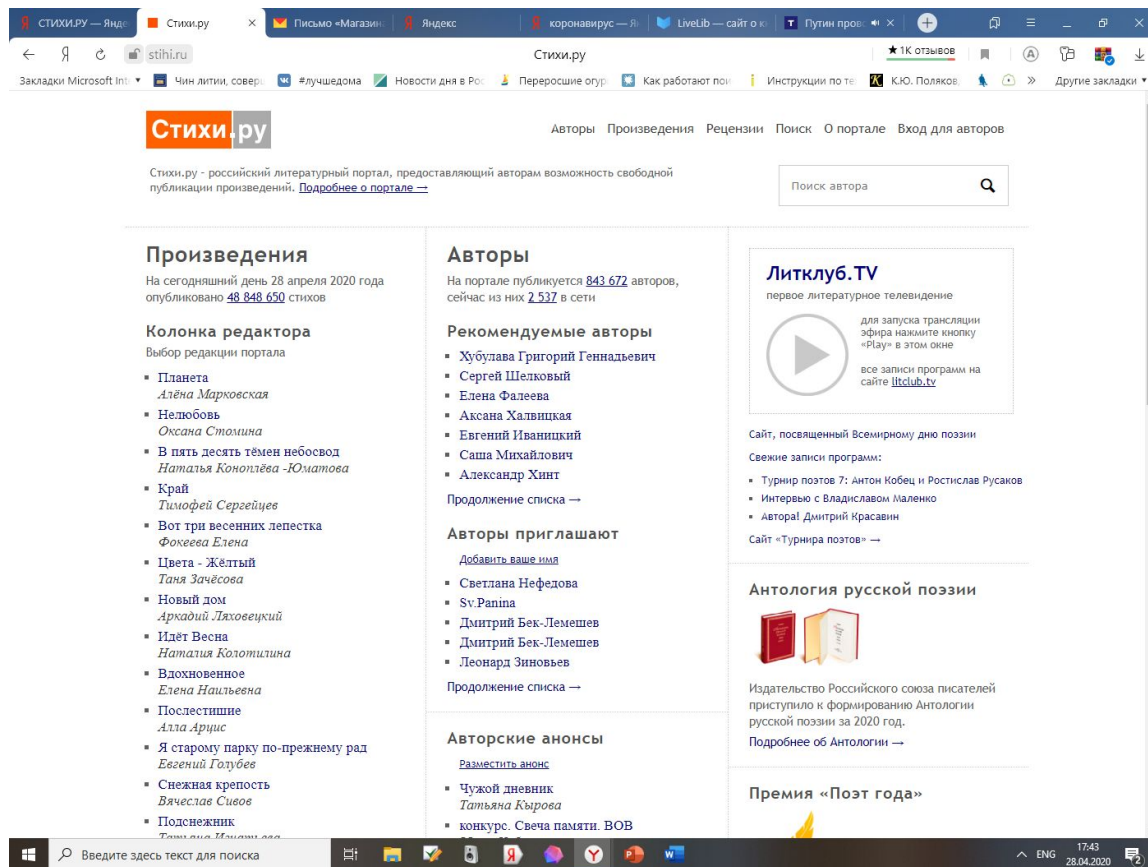 СТИХИ.РУ — Янде
Стихи.ру
Письмо «Магазин
Яндекс
коронавирус — Я
LiveLib — сайт о к
Путин пров
stihi.ru
Стихи.ру
★ 1К отзывов
Закладки Microsoft Int
Чин литии, совер
#лучшедома
Новости дня в Рос
Переросшие огур
Как работают пои
Инструкции по те
К.Ю. Поляков,
Другие закладки
Стихи.ру
Авторы Произведения Рецензии Поиск О портале Вход для авторов
Стихи.ру - российский литературный портал, предоставляющий авторам возможность свободной
публикации произведений. Подробнее о портале →
Поиск автора
Произведения
На сегодняшний день 28 апреля 2020 года
опубликовано 48 848 650 стихов
Колонка редактора
Выбор редакции портала
Планета
Алёна Марковская
Нелюбовь
Оксана Стомина
В пять десять тёмен небосвод
Наталья Коноплёва -Юматова
Край
Тимофей Сергейцев
Вот три весенних лепестка
Фокеева Елена
Цвета - Жёлтый
Таня Зачёсова
Новый дом
Аркадий Ляховецкий
Идёт Весна
Наталия Колотилина
Вдохновенное
Елена Наильевна
Послестишие
Алла Арцис
Я старому парку по-прежнему рад
Евгений Голубев
Снежная крепость
Вячеслав Сивов
Подснежник
Авторы
На портале публикуется 843 672 авторов,
сейчас из них 2 537 в сети
Рекомендуемые авторы
Хубулава Григорий Геннадьевич
Сергей Шелковый
Елена Фалеева
Аксана Халвицкая
Евгений Иваницкий
Саша Михайлович
Александр Хинт
Продолжение списка →
Авторы приглашают
Добавить ваше имя
Светлана Нефедова
Sv.Panina
Дмитрий Бек-Лемешев
Дмитрий Бек-Лемешев
Леонард Зиновьев
Продолжение списка →
Авторские анонсы
Разместить анонс
Чужой дневник
Татьяна Кырова
конкурс. Свеча памяти. ВОВ
Литклуб.TV
первое литературное телевидение
для запуска трансляции
эфира нажмите кнопку
«Play» в этом окне
все записи программ на
сайте litclub.tv
Сайт, посвященный Всемирному дню поэзии
Свежие записи программ:
Турнир поэтов 7: Антон Кобец и Ростислав Русаков
Интервью с Владиславом Маленко
Автора! Дмитрий Красавин
Сайт «Турнира поэтов» →
Антология русской поэзии
Издательство Российского союза писателей
приступило к формированию Антологии
русской поэзии за 2020 год.
Подробнее об Антологии →
Премия «Поэт года»
Введите здесь текст для поиска
ENG
17:43
28.04.2020